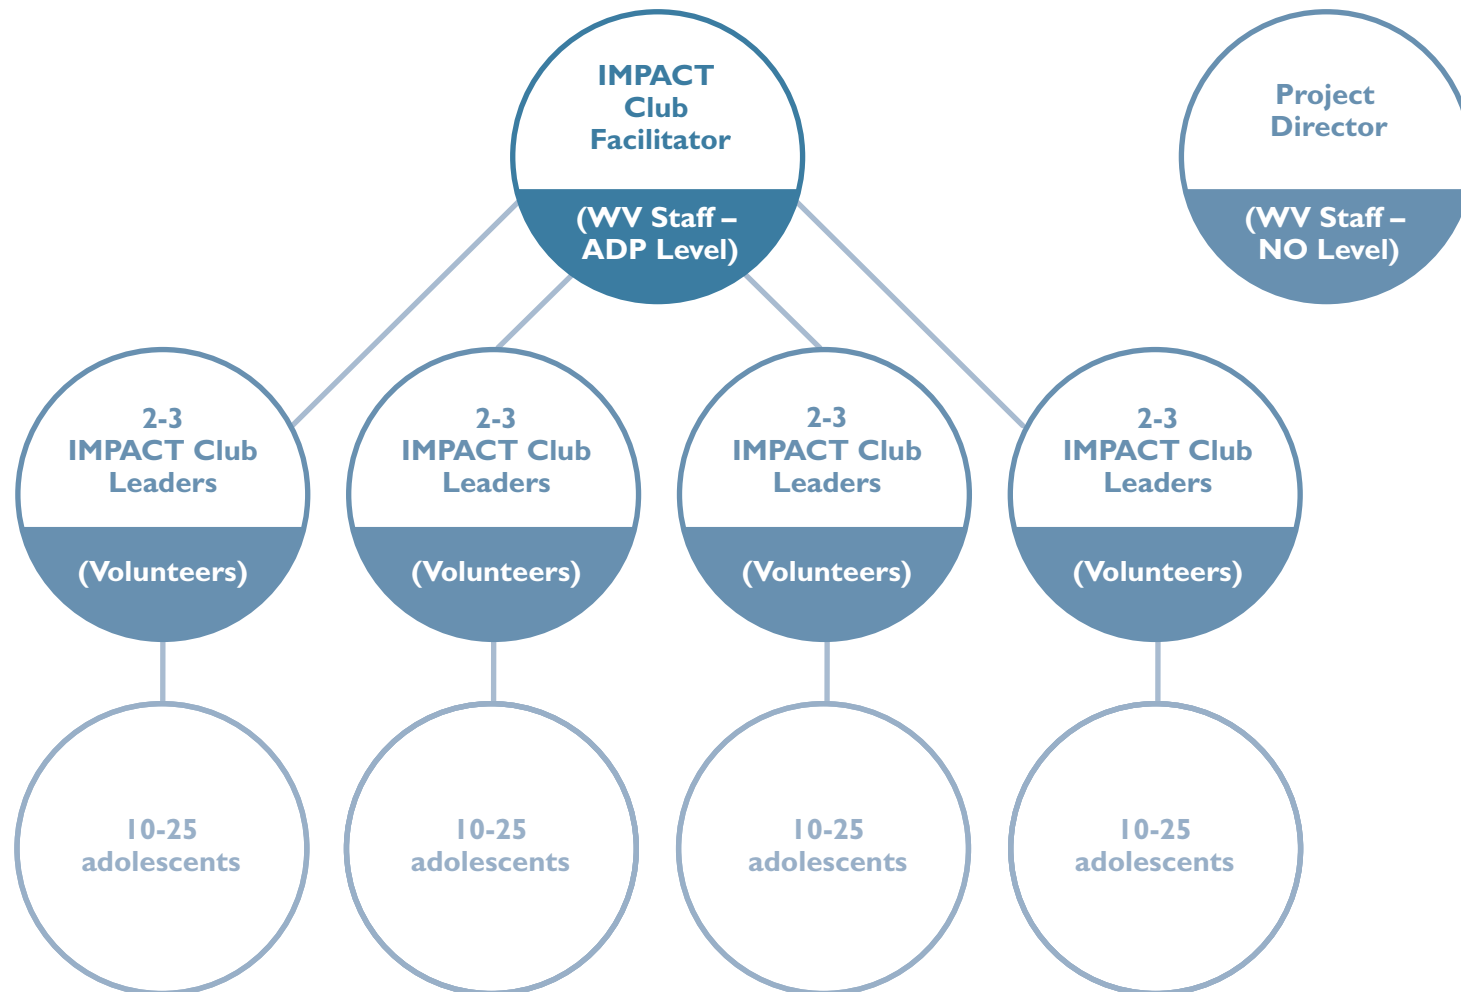 IMPACT
Club
Facilitator
(WV Staff –
ADP Level)
Project
Director
(WV Staff –
NO Level)
2-3
IMPACT Club
Leaders
(Volunteers)
2-3
IMPACT Club
Leaders
(Volunteers)
2-3
IMPACT Club
Leaders
(Volunteers)
2-3
IMPACT Club
Leaders
(Volunteers)
10-25
adolescents
10-25
adolescents
10-25
adolescents
10-25
adolescents